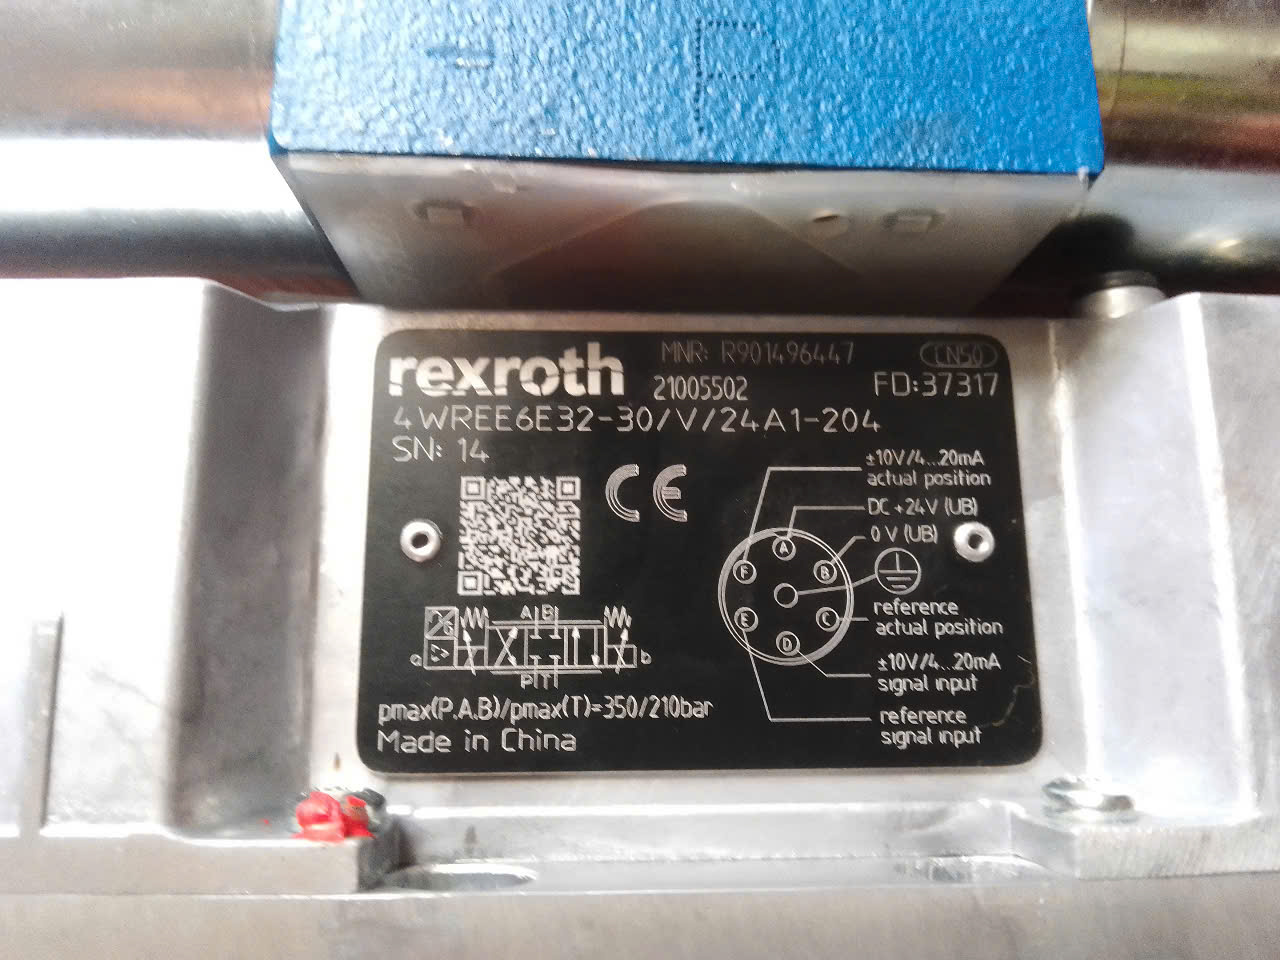 P
rexroth
MNR: R901496447
CN50
21005502
FD:37317
4WREE6E32-30/V/24A1-204
SN: 14
CE
±10V/4...20mA
actual position
DC +24V (UB)
0 V (UB)
A
F
B
E
C
D
reference
actual position
±10V/4...20mA
signal input
reference
signal input
A B
a
b
P T
pmax(P.A.B)/pmax(T)=350/210bar
Made in China